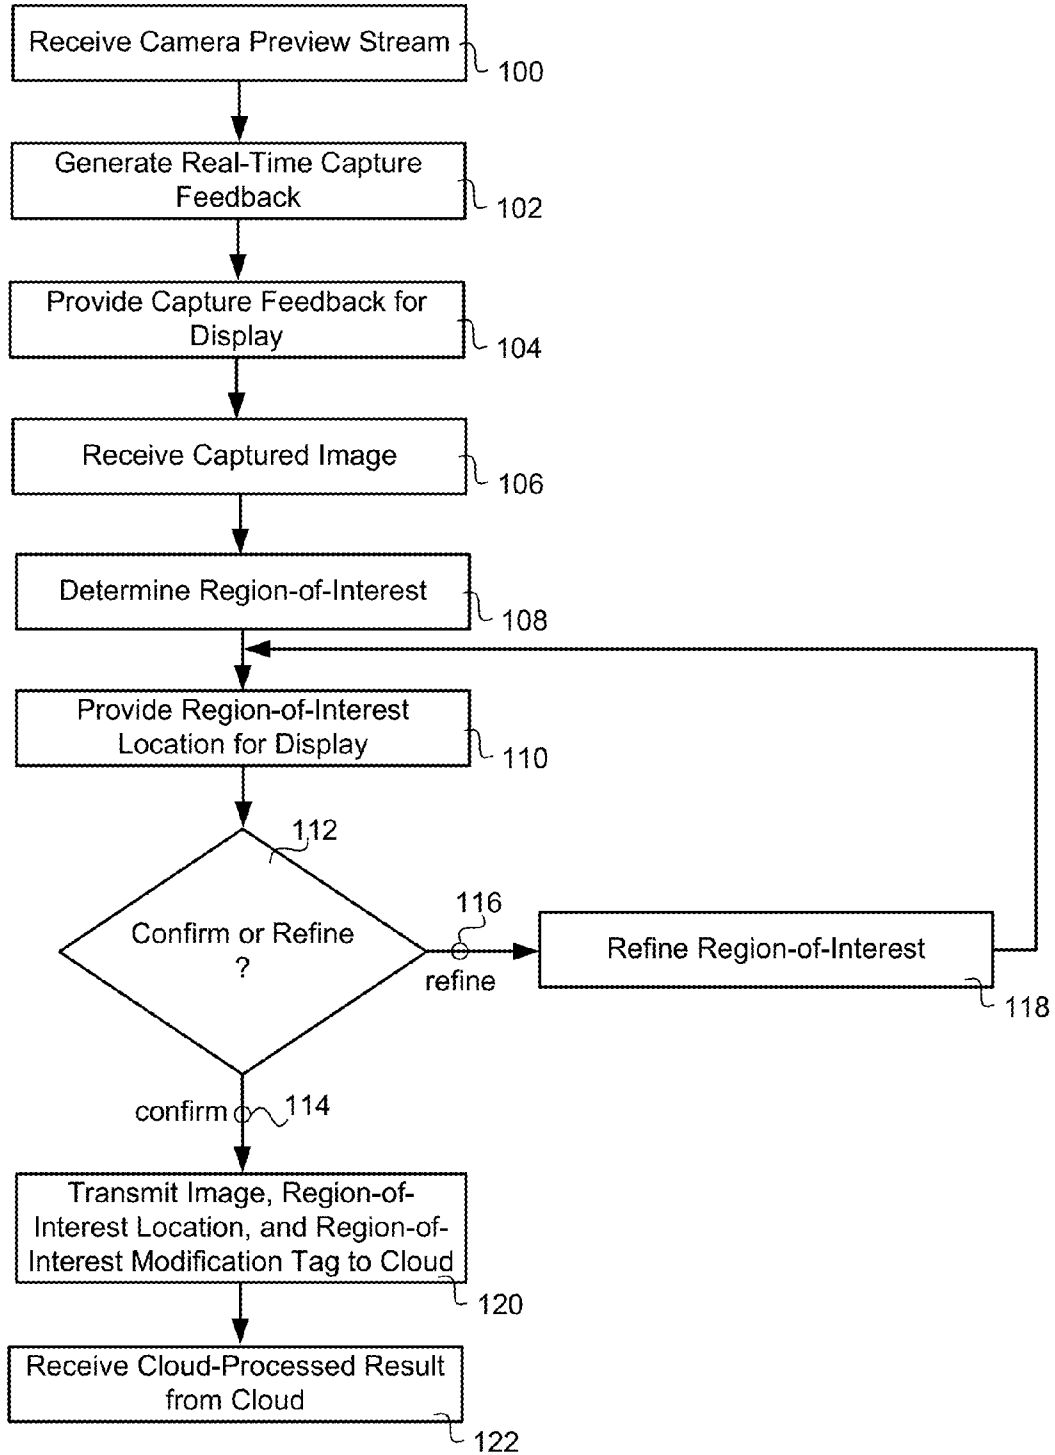 Receive Camera Preview Stream
100
Generate Real-Time Capture
Feedback
102
Provide Capture Feedback for
Display
104
Receive Captured Image
106
Determine Region-of-Interest
108
Provide Region-of-Interest
Location for Display
110
112
Confirm or Refine
?
116
refine
Refine Region-of-Interest
118
confirm
114
Transmit Image, Region-of-
Interest Location, and Region-of-
Interest Modification Tag to Cloud
120
Receive Cloud-Processed Result
from Cloud
122